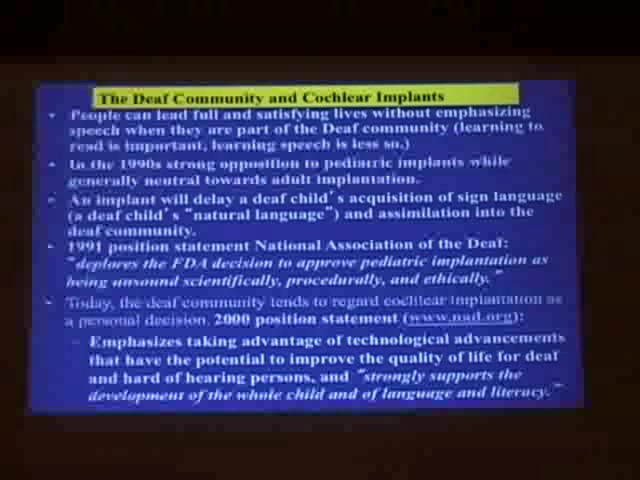 The Deaf Community and Cochlear Implants
• People can lead full and satisfying lives without emphasizing
speech when they are part of the Deaf community (learning to
read is important, learning speech is less so.)
• In the 1990s strong opposition to pediatric implants while
generally neutral towards adult implantation.
• An implant will delay a deaf child's acquisition of sign language
(a deaf child's "natural language") and assimilation into the
deaf community.
• 1991 position statement National Association of the Deaf:
"deplores the FDA decision to approve pediatric implantation as
being unsound scientifically, procedurally, and ethically."
• Today, the deaf community tends to regard cochlear implantation as
a personal decision. 2000 position statement (www.nad.org):
– Emphasizes taking advantage of technological advancements
that have the potential to improve the quality of life for deaf
and hard of hearing persons, and "strongly supports the
development of the whole child and of language and literacy."